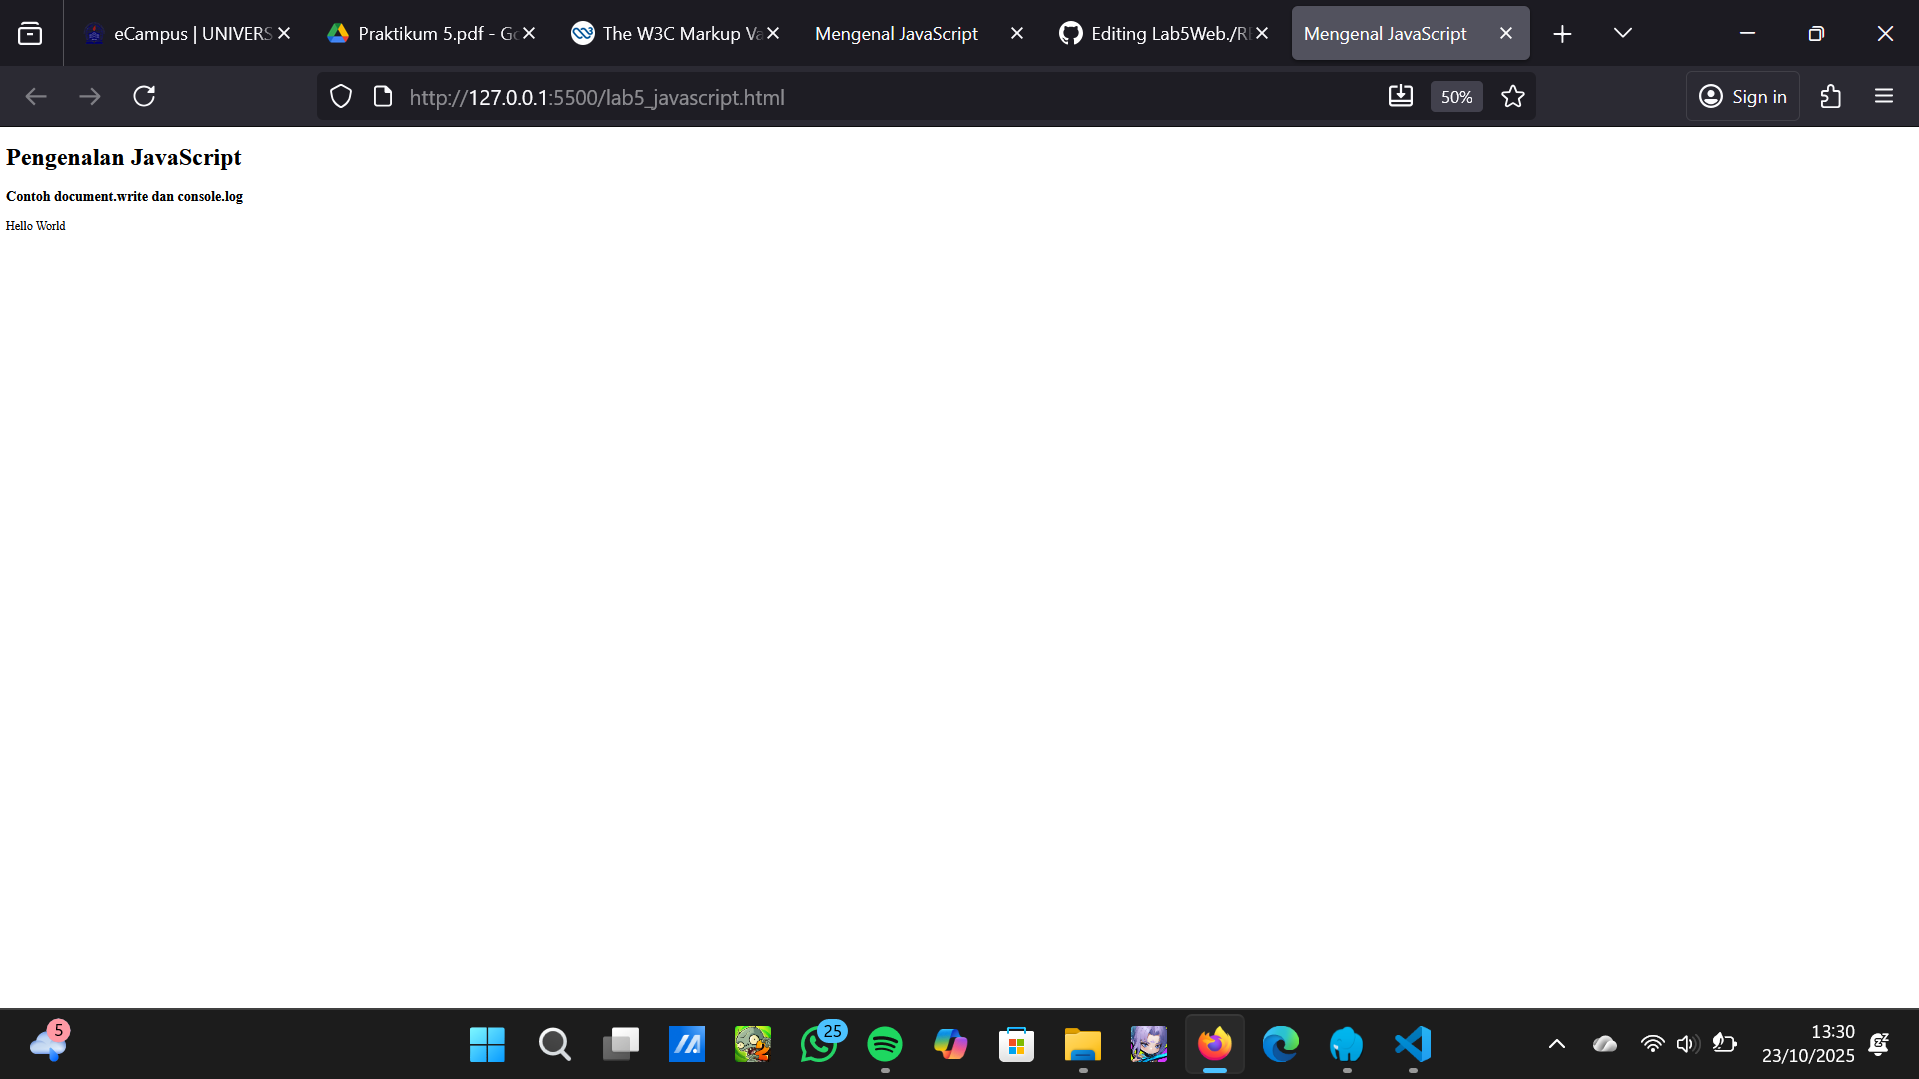 eCampus | UNIVERS
Praktikum 5.pdf - Go
The W3C Markup Va
Mengenal JavaScript
Editing Lab5Web./RE
Mengenal JavaScript
http://127.0.0.1:5500/lab5_javascript.html
50%
Sign in
Pengenalan JavaScript
Contoh document.write dan console.log
Hello World
5
25
13:30
23/10/2025